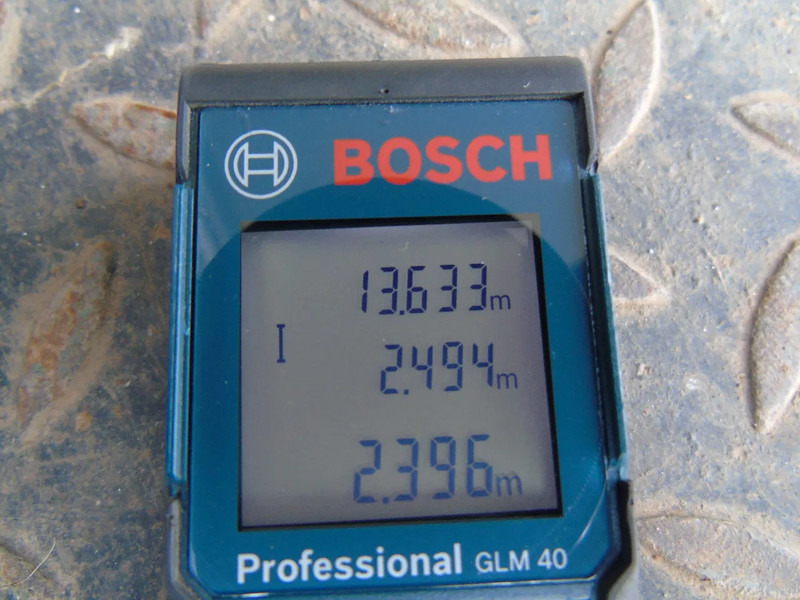 BOSCH
13.633m
2.494m
2.396m
Professional GLM 40